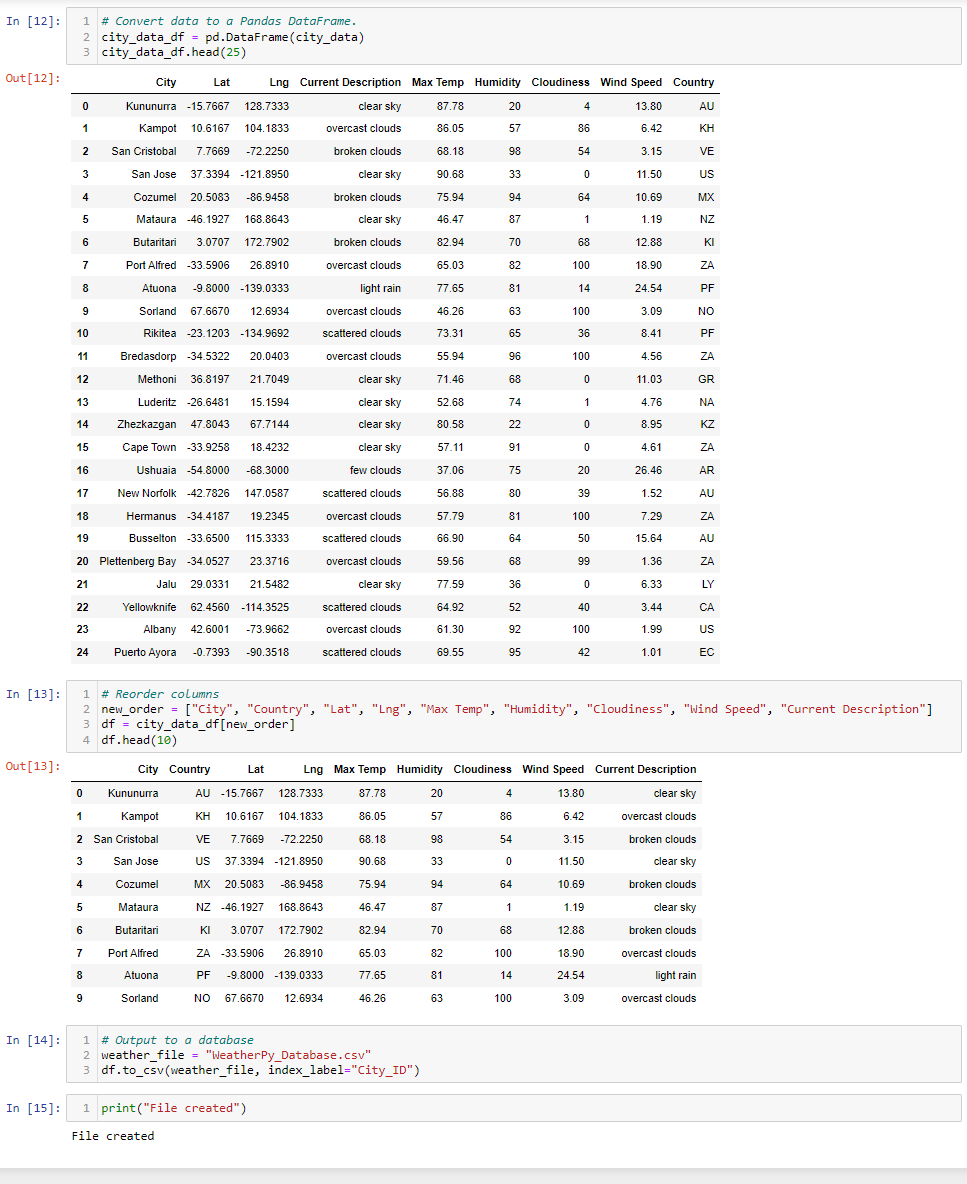 In [12]:
1 # Convert data to a Pandas DataFrame.
2 city_data_df = pd.DataFrame(city_data)
3 city_data_df.head(25)
Out[12]:
City Lat Lng Current Description Max Temp Humidity Cloudiness Wind Speed Country
0 Kununurra -15.7667 128.7333 clear sky 87.78 20 4 13.80 AU
1 Kampot 10.6167 104.1833 overcast clouds 86.05 57 86 6.42 KH
2 San Cristobal 7.7669 -72.2250 broken clouds 68.18 98 54 3.15 VE
3 San Jose 37.3394 -121.8950 clear sky 90.68 33 0 11.50 US
4 Cozumel 20.5083 -86.9458 broken clouds 75.94 94 64 10.69 MX
5 Mataura -46.1927 168.8643 clear sky 46.47 87 1 1.19 NZ
6 Butaritari 3.0707 172.7902 broken clouds 82.94 70 68 12.88 KI
7 Port Alfred -33.5906 26.8910 overcast clouds 65.03 82 100 18.90 ZA
8 Atuona -9.8000 -139.0333 light rain 77.65 81 14 24.54 PF
9 Sorland 67.6670 12.6934 overcast clouds 46.26 63 100 3.09 NO
10 Rikitea -23.1203 -134.9692 scattered clouds 73.31 65 36 8.41 PF
11 Bredasdorp -34.5322 20.0403 overcast clouds 55.94 96 100 4.56 ZA
12 Methoni 36.8197 21.7049 clear sky 71.46 68 0 11.03 GR
13 Luderitz -26.6481 15.1594 clear sky 52.68 74 1 4.76 NA
14 Zhezkazgan 47.8043 67.7144 clear sky 80.58 22 0 8.95 KZ
15 Cape Town -33.9258 18.4232 clear sky 57.11 91 0 4.61 ZA
16 Ushuaia -54.8000 -68.3000 few clouds 37.06 75 20 26.46 AR
17 New Norfolk -42.7826 147.0587 scattered clouds 56.88 80 39 1.52 AU
18 Hermanus -34.4187 19.2345 overcast clouds 57.79 81 100 7.29 ZA
19 Busselton -33.6500 115.3333 scattered clouds 66.90 64 50 15.64 AU
20 Plettenberg Bay -34.0527 23.3716 overcast clouds 59.56 68 99 1.36 ZA
21 Jalu 29.0331 21.5482 clear sky 77.59 36 0 6.33 LY
22 Yellowknife 62.4560 -114.3525 scattered clouds 64.92 52 40 3.44 CA
23 Albany 42.6001 -73.9662 overcast clouds 61.30 92 100 1.99 US
24 Puerto Ayora -0.7393 -90.3518 scattered clouds 69.55 95 42 1.01 EC
In [13]:
1 # Reorder columns
2 new_order = ["City", "Country", "Lat", "Lng", "Max Temp", "Humidity", "Cloudiness", "Wind Speed", "Current Description"]
3 df = city_data_df[new_order]
4 df.head(10)
Out[13]:
City Country Lat Lng Max Temp Humidity Cloudiness Wind Speed Current Description
0 Kununurra AU -15.7667 128.7333 87.78 20 4 13.80 clear sky
1 Kampot KH 10.6167 104.1833 86.05 57 86 6.42 overcast clouds
2 San Cristobal VE 7.7669 -72.2250 68.18 98 54 3.15 broken clouds
3 San Jose US 37.3394 -121.8950 90.68 33 0 11.50 clear sky
4 Cozumel MX 20.5083 -86.9458 75.94 94 64 10.69 broken clouds
5 Mataura NZ -46.1927 168.8643 46.47 87 1 1.19 clear sky
6 Butaritari KI 3.0707 172.7902 82.94 70 68 12.88 broken clouds
7 Port Alfred ZA -33.5906 26.8910 65.03 82 100 18.90 overcast clouds
8 Atuona PF -9.8000 -139.0333 77.65 81 14 24.54 light rain
9 Sorland NO 67.6670 12.6934 46.26 63 100 3.09 overcast clouds
In [14]:
1 # Output to a database
2 weather_file = "WeatherPy_Database.csv"
3 df.to_csv(weather_file, index_label="City_ID")
In [15]:
1 print("File created")
File created